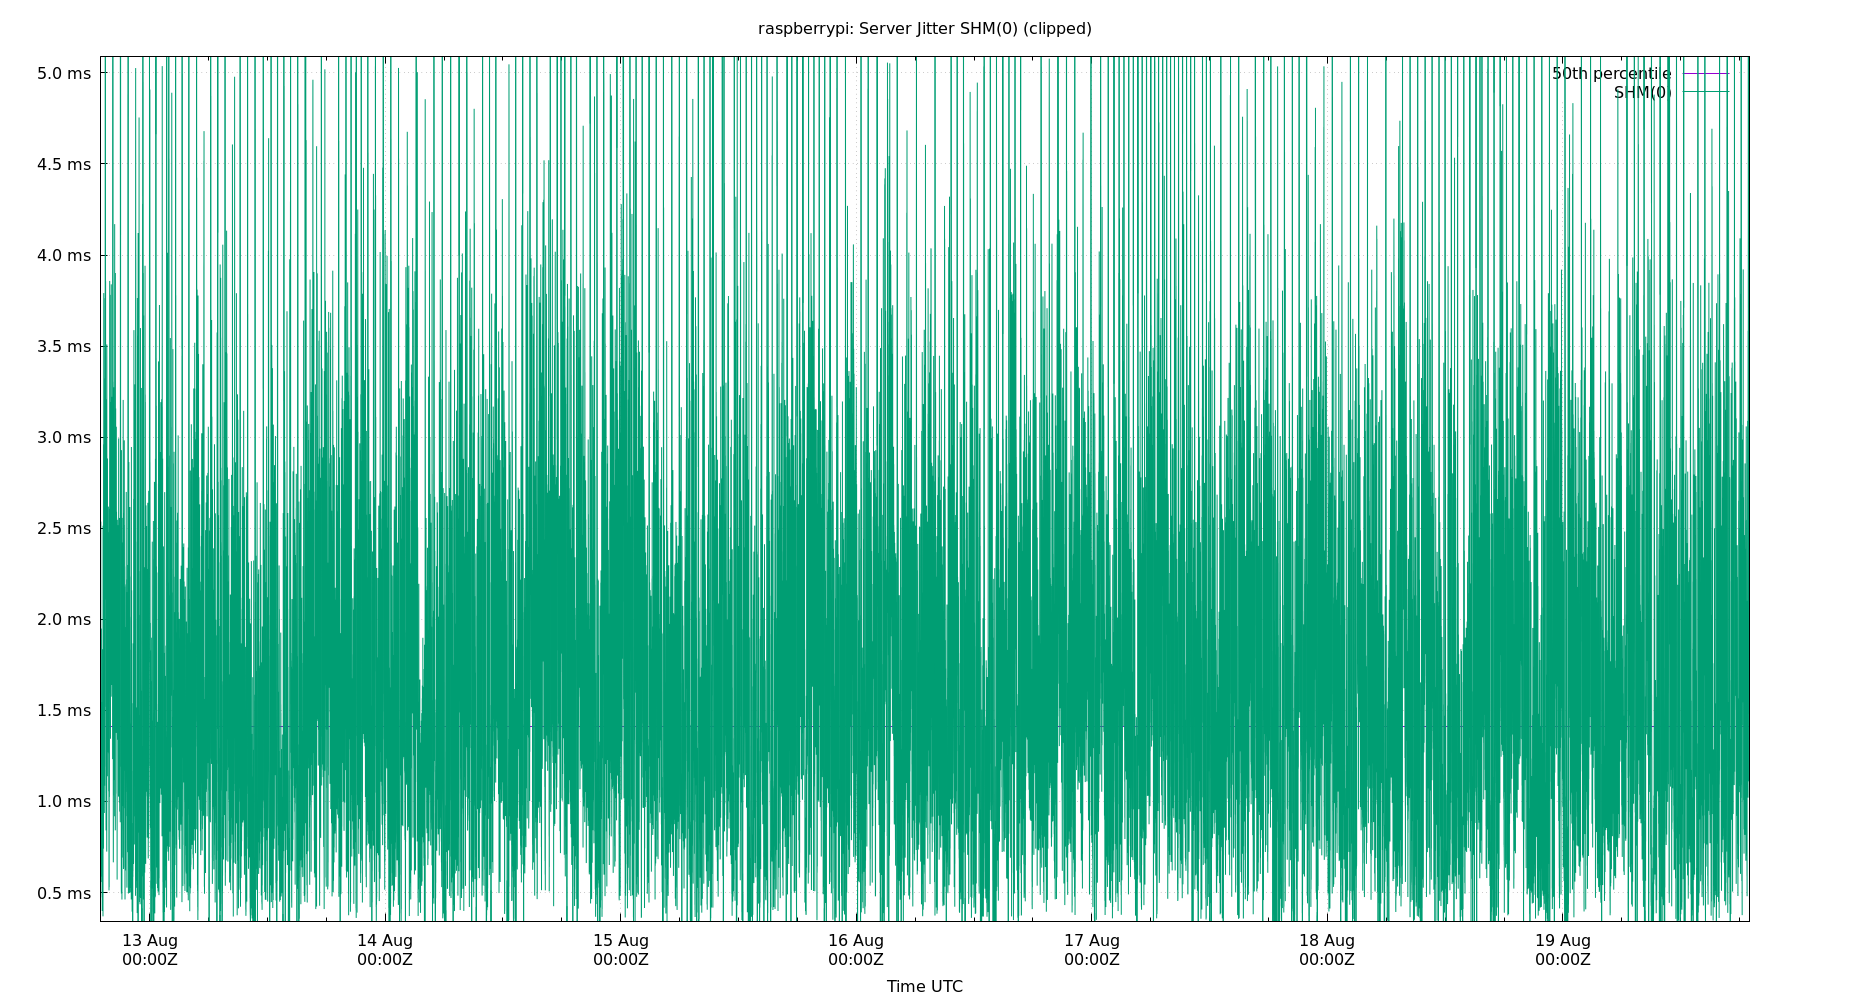 raspberrypi: Server Jitter SHM(0) (clipped)
5.0 ms
4.5 ms
4.0 ms
3.5 ms
3.0 ms
2.5 ms
2.0 ms
1.5 ms
1.0 ms
0.5 ms
50th percentile
SHM(0)
13 Aug
00:00Z
14 Aug
00:00Z
15 Aug
00:00Z
16 Aug
00:00Z
17 Aug
00:00Z
18 Aug
00:00Z
19 Aug
00:00Z
Time UTC